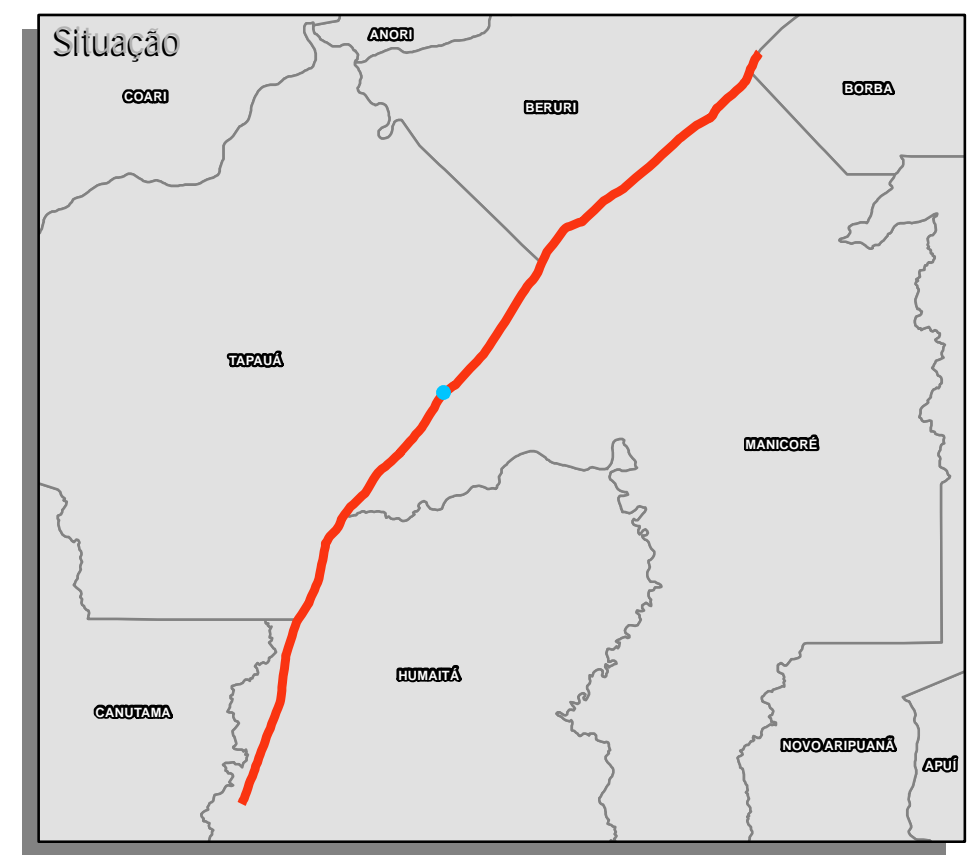 Situação
ANORI
COARI
BORBA
BERURI
TAPAUÁ
MANICORÉ
HUMAITÁ
CANUTAMA
NOVO ARIPUANÃ
APUÍ